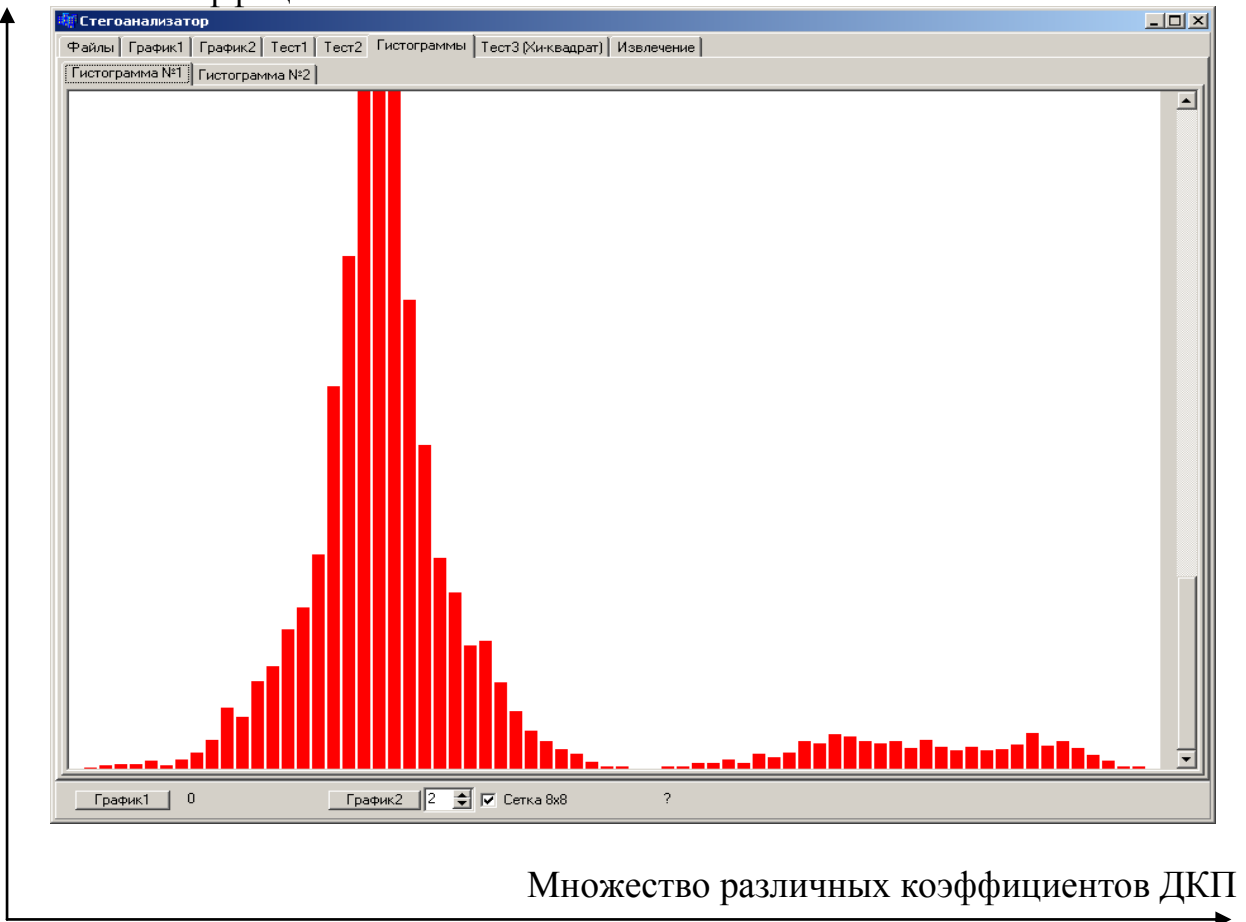 Стегоанализатор
Файлы График1 График2 Тест1 Тест2 Гистограммы Тест3 (Хи-квадрат) Извлечение
Гистограмма №1 Гистограмма №2
График1 0 График2 2 Сетка 8x8 ?
Множество различных коэффициентов ДКП